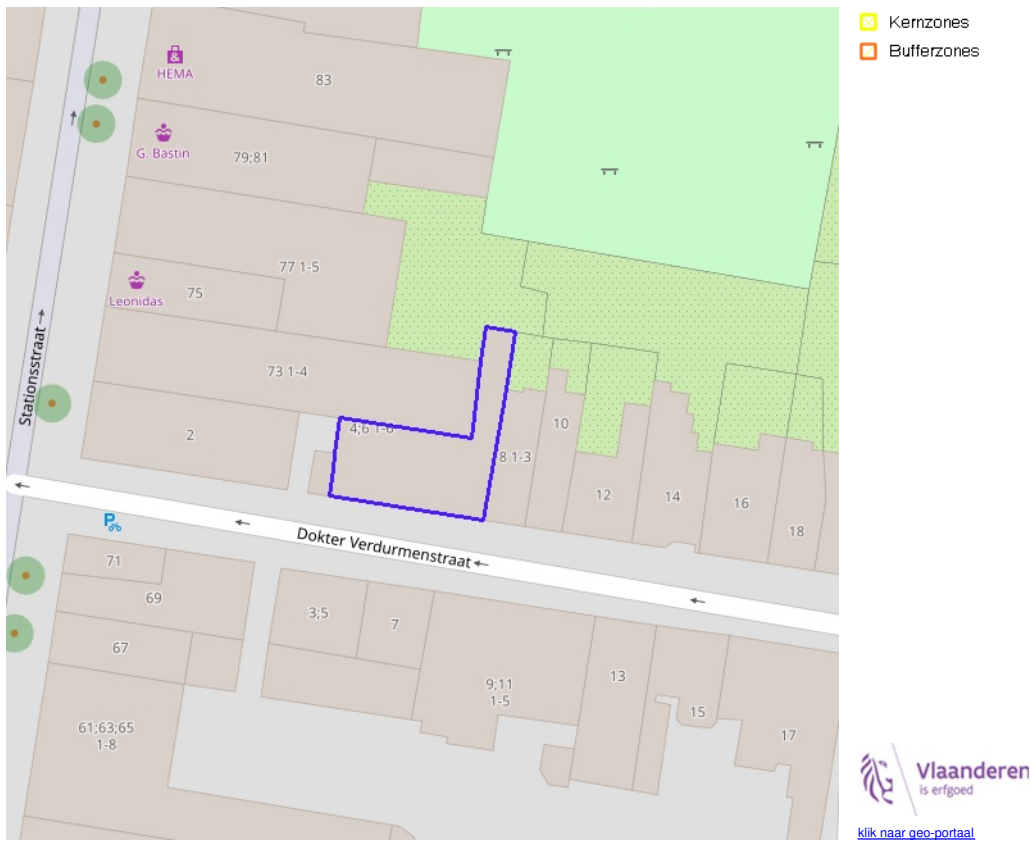 Kernzones
Bufferzones
HEMA
83
G. Bastin
79;81
77 1-5
Leonidas
75
Stationsstraat
73 1-4
2
4;6 1-6
8 1-3
10
12
14
16
18
Dokter Verdurmenstraat
P
71
69
67
61;63;65
1-8
3;5
7
9;11
1-5
13
15
17
Vlaanderen
is erfgoed
klik naar geo-portaal